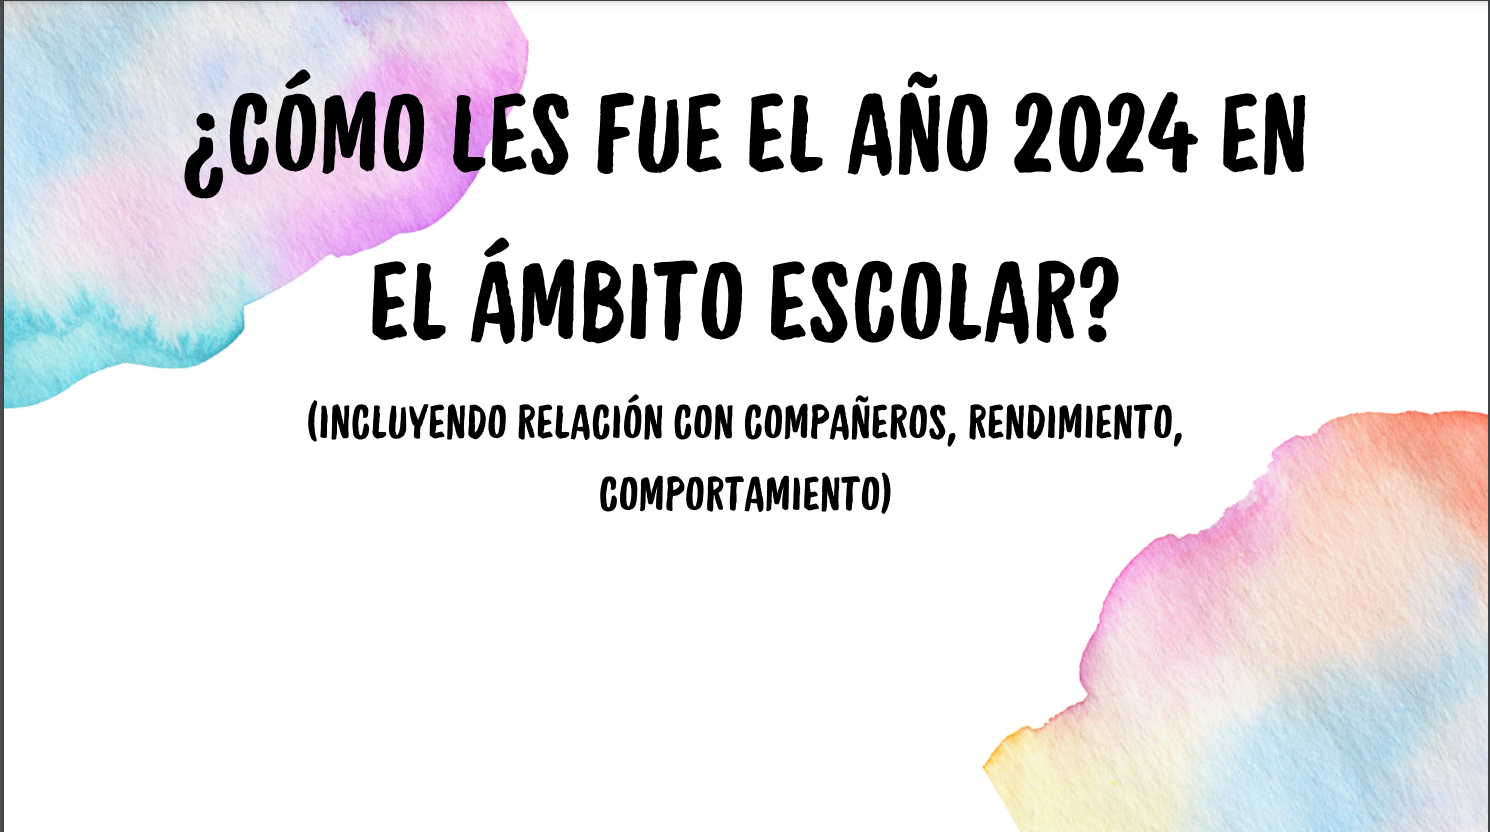 ¿CÓMO LES FUE EL AÑO 2024 EN
EL ÁMBITO ESCOLAR?
(INCLUYENDO RELACIÓN CON COMPAÑEROS, RENDIMIENTO,
COMPORTAMIENTO)